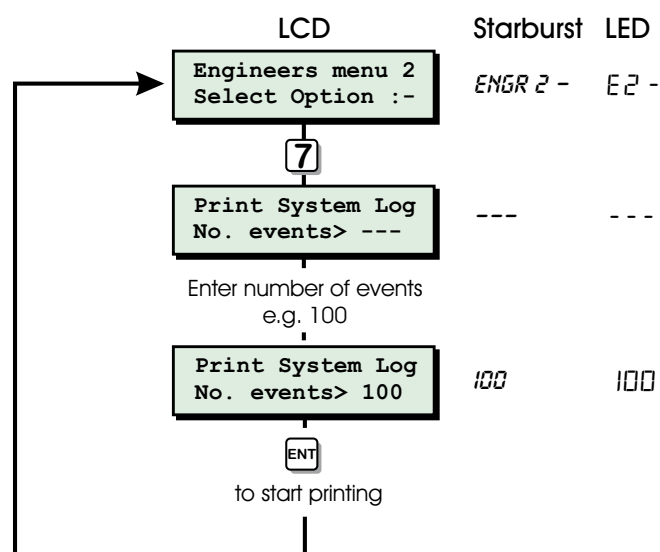 LCD Starburst LED
Engineers menu 2
Select Option :- ENGR 2 - E2 -
7
Print System Log
No. events> --- --- ---
Enter number of events
e.g. 100
Print System Log
No. events> 100 100 100
ENT
to start printing